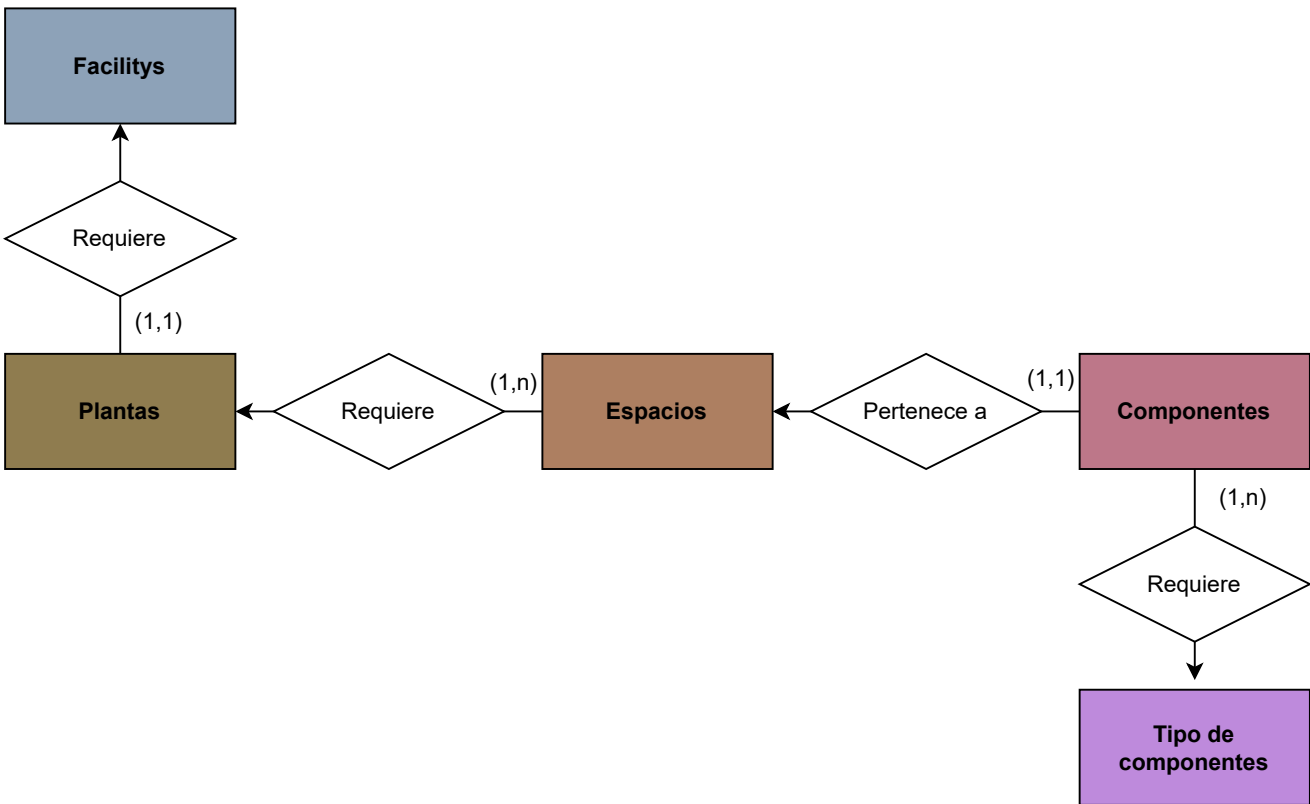 Facilitys
Requiere
(1,1)
Plantas
Requiere
(1,n)
Espacios
Pertenece a
(1,1)
Componentes
(1,n)
Requiere
Tipo de
componentes